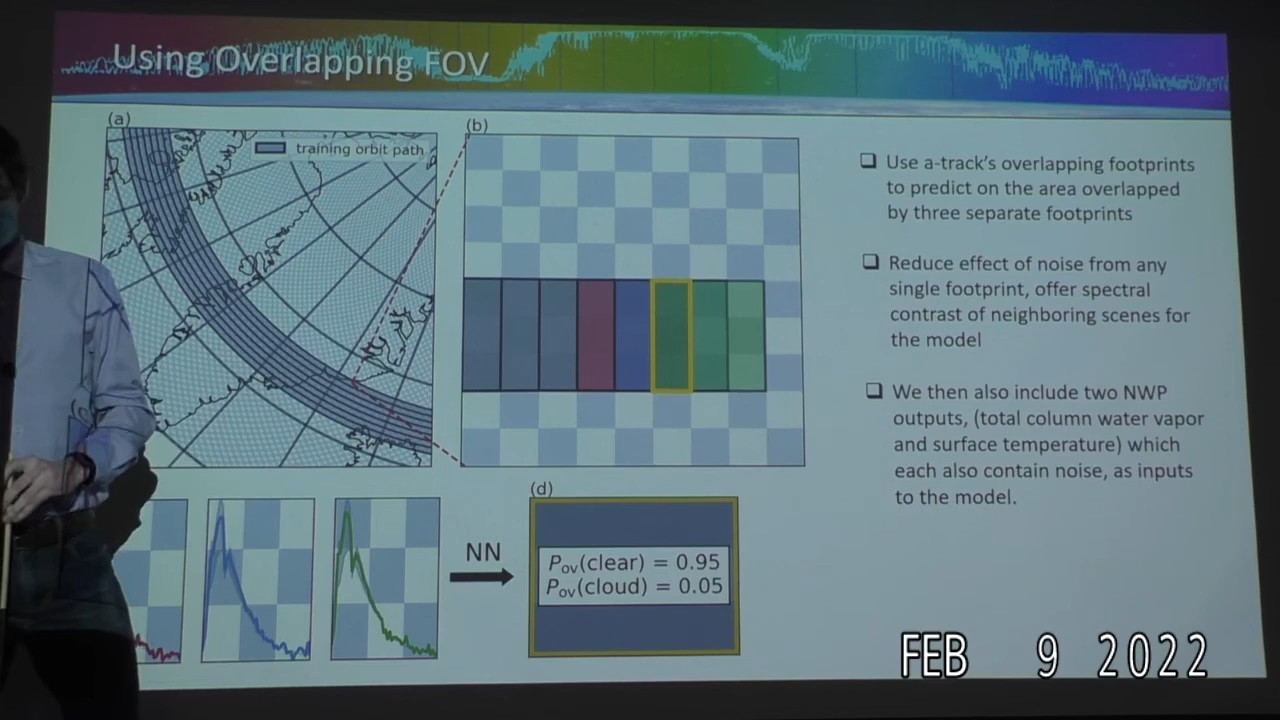 Using Overlapping FOV
(a)
training orbit path
(b)
Use a-track's overlapping footprints
to predict on the area overlapped
by three separate footprints
Reduce effect of noise from any
single footprint, offer spectral
contrast of neighboring scenes for
the model
We then also include two NWP
outputs, (total column water vapor
and surface temperature) which
each also contain noise, as inputs
to the model.
NN
(d)
Pov(clear) = 0.95
Pov(cloud) = 0.05
FEB 9 2022